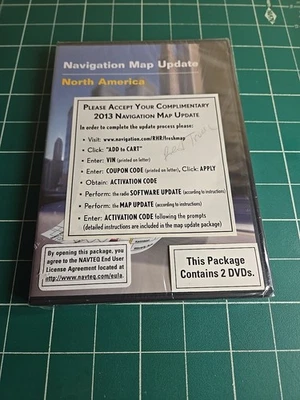 Navigation Map Update
North America
PLEASE ACCEPT YOUR COMPLIMENTARY
2013 NAVIGATION MAP UPDATE
In order to complete the update process please:
• Visit: www.navigation.com/RHR/freshmap
• Click: "ADD to CART"
• Enter: VIN (printed on letter)
• Enter: COUPON CODE (printed on letter), Click: APPLY
• Obtain: ACTIVATION CODE
• Perform: the radio SOFTWARE UPDATE (according to instructions)
• Perform: the MAP UPDATE (according to instructions)
• Enter: ACTIVATION CODE following the prompts
(detailed instructions are included in the map update package)
By opening this package, you
agree to the NAVTEQ End User
License Agreement located at
http://www.navteq.com/eula.
This Package
Contains 2 DVDs.